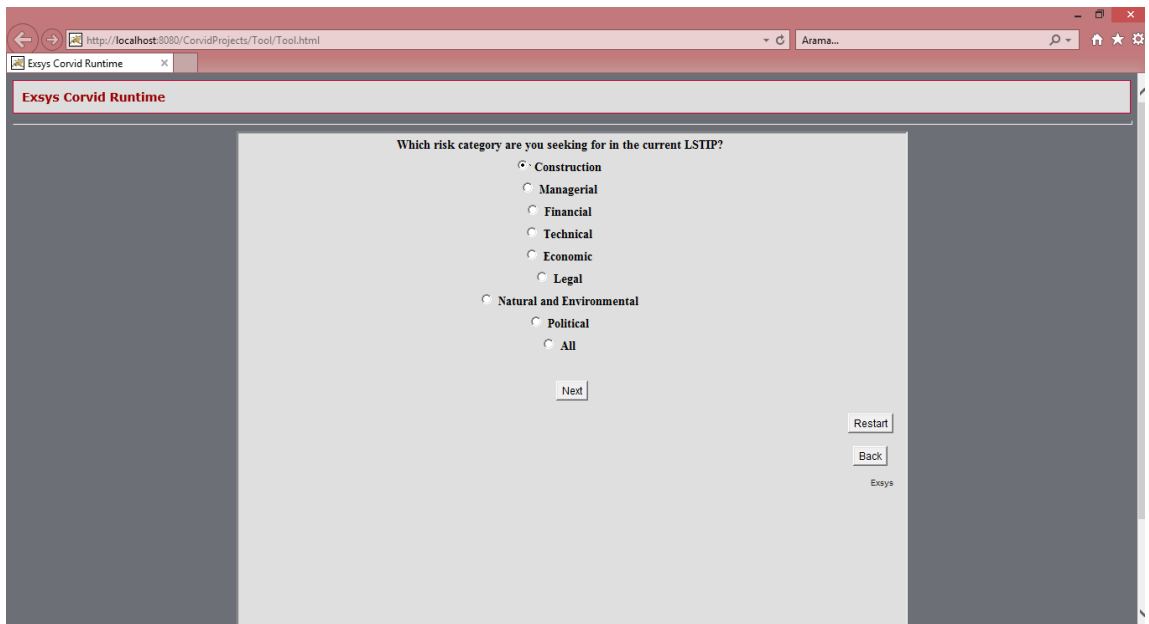 http://localhost:8080/CorvidProjects/Tool/Tool.html
Arama...
Exsys Corvid Runtime
Exsys Corvid Runtime
Which risk category are you seeking for in the current LSTIP?
Construction
Managerial
Financial
Technical
Economic
Legal
Natural and Environmental
Political
All
Next
Restart
Back
Exsys